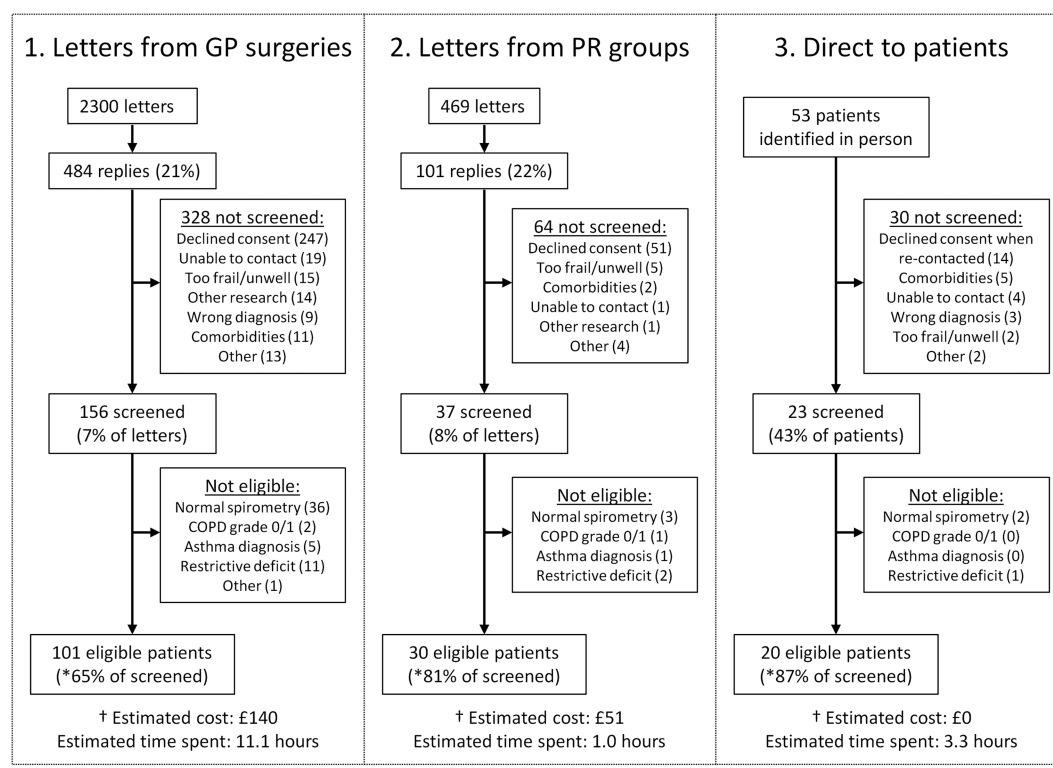 1. Letters from GP surgeries
2300 letters
484 replies (21%)
328 not screened:
Declined consent (247)
Unable to contact (19)
Too frail/unwell (15)
Other research (14)
Wrong diagnosis (9)
Comorbidities (11)
Other (13)
156 screened
(7% of letters)
Not eligible:
Normal spirometry (36)
COPD grade 0/1 (2)
Asthma diagnosis (5)
Restrictive deficit (11)
Other (1)
101 eligible patients
(*65% of screened)
† Estimated cost: £140
Estimated time spent: 11.1 hours
2. Letters from PR groups
469 letters
101 replies (22%)
64 not screened:
Declined consent (51)
Too frail/unwell (5)
Comorbidities (2)
Unable to contact (1)
Other research (1)
Other (4)
37 screened
(8% of letters)
Not eligible:
Normal spirometry (3)
COPD grade 0/1 (1)
Asthma diagnosis (1)
Restrictive deficit (2)
30 eligible patients
(*81% of screened)
† Estimated cost: £51
Estimated time spent: 1.0 hours
3. Direct to patients
53 patients
identified in person
30 not screened:
Declined consent when
re-contacted (14)
Comorbidities (5)
Unable to contact (4)
Wrong diagnosis (3)
Too frail/unwell (2)
Other (2)
23 screened
(43% of patients)
Not eligible:
Normal spirometry (2)
COPD grade 0/1 (0)
Asthma diagnosis (0)
Restrictive deficit (1)
20 eligible patients
(*87% of screened)
† Estimated cost: £0
Estimated time spent: 3.3 hours